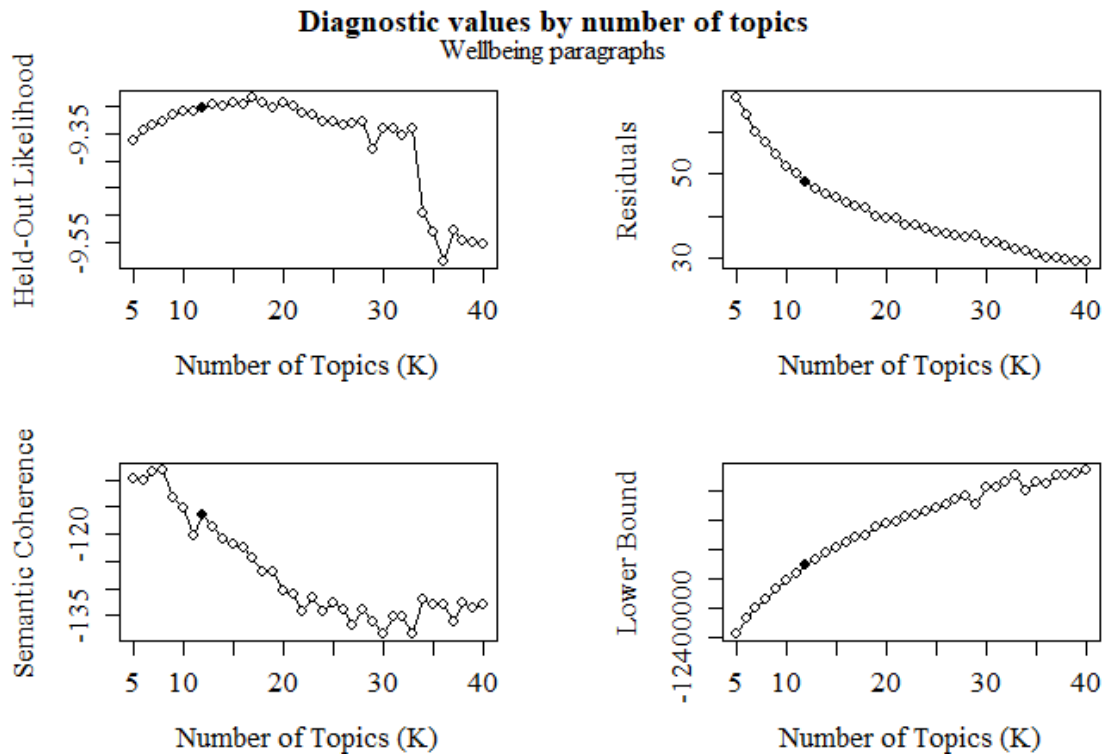 Diagnostic values by number of topics
Wellbeing paragraphs
Held-Out Likelihood
-9.35
-9.55
5 10 20 30 40
Number of Topics (K)
Residuals
50
30
5 10 20 30 40
Number of Topics (K)
Semantic Coherence
-120
-135
5 10 20 30 40
Number of Topics (K)
Lower Bound
-124000000
5 10 20 30 40
Number of Topics (K)